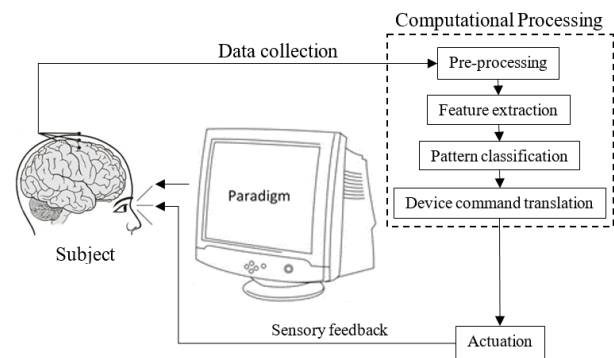 Computational Processing
Data collection
Pre-processing
Feature extraction
Pattern classification
Device command translation
Paradigm
Subject
Sensory feedback
Actuation